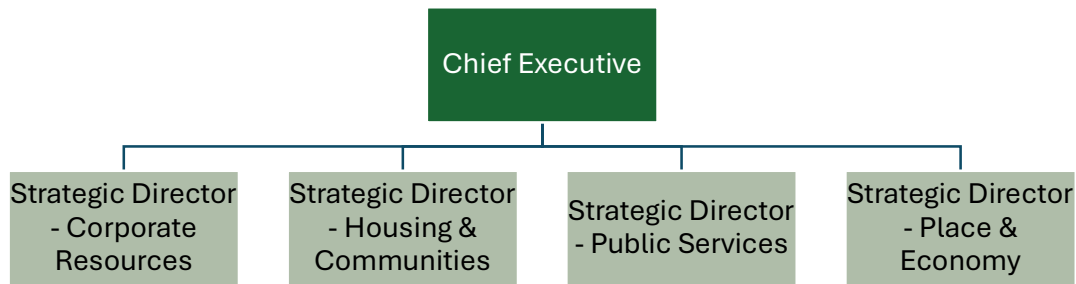 Chief Executive
Strategic Director
- Corporate
Resources
Strategic Director
- Housing &
Communities
Strategic Director
- Public Services
Strategic Director
- Place &
Economy